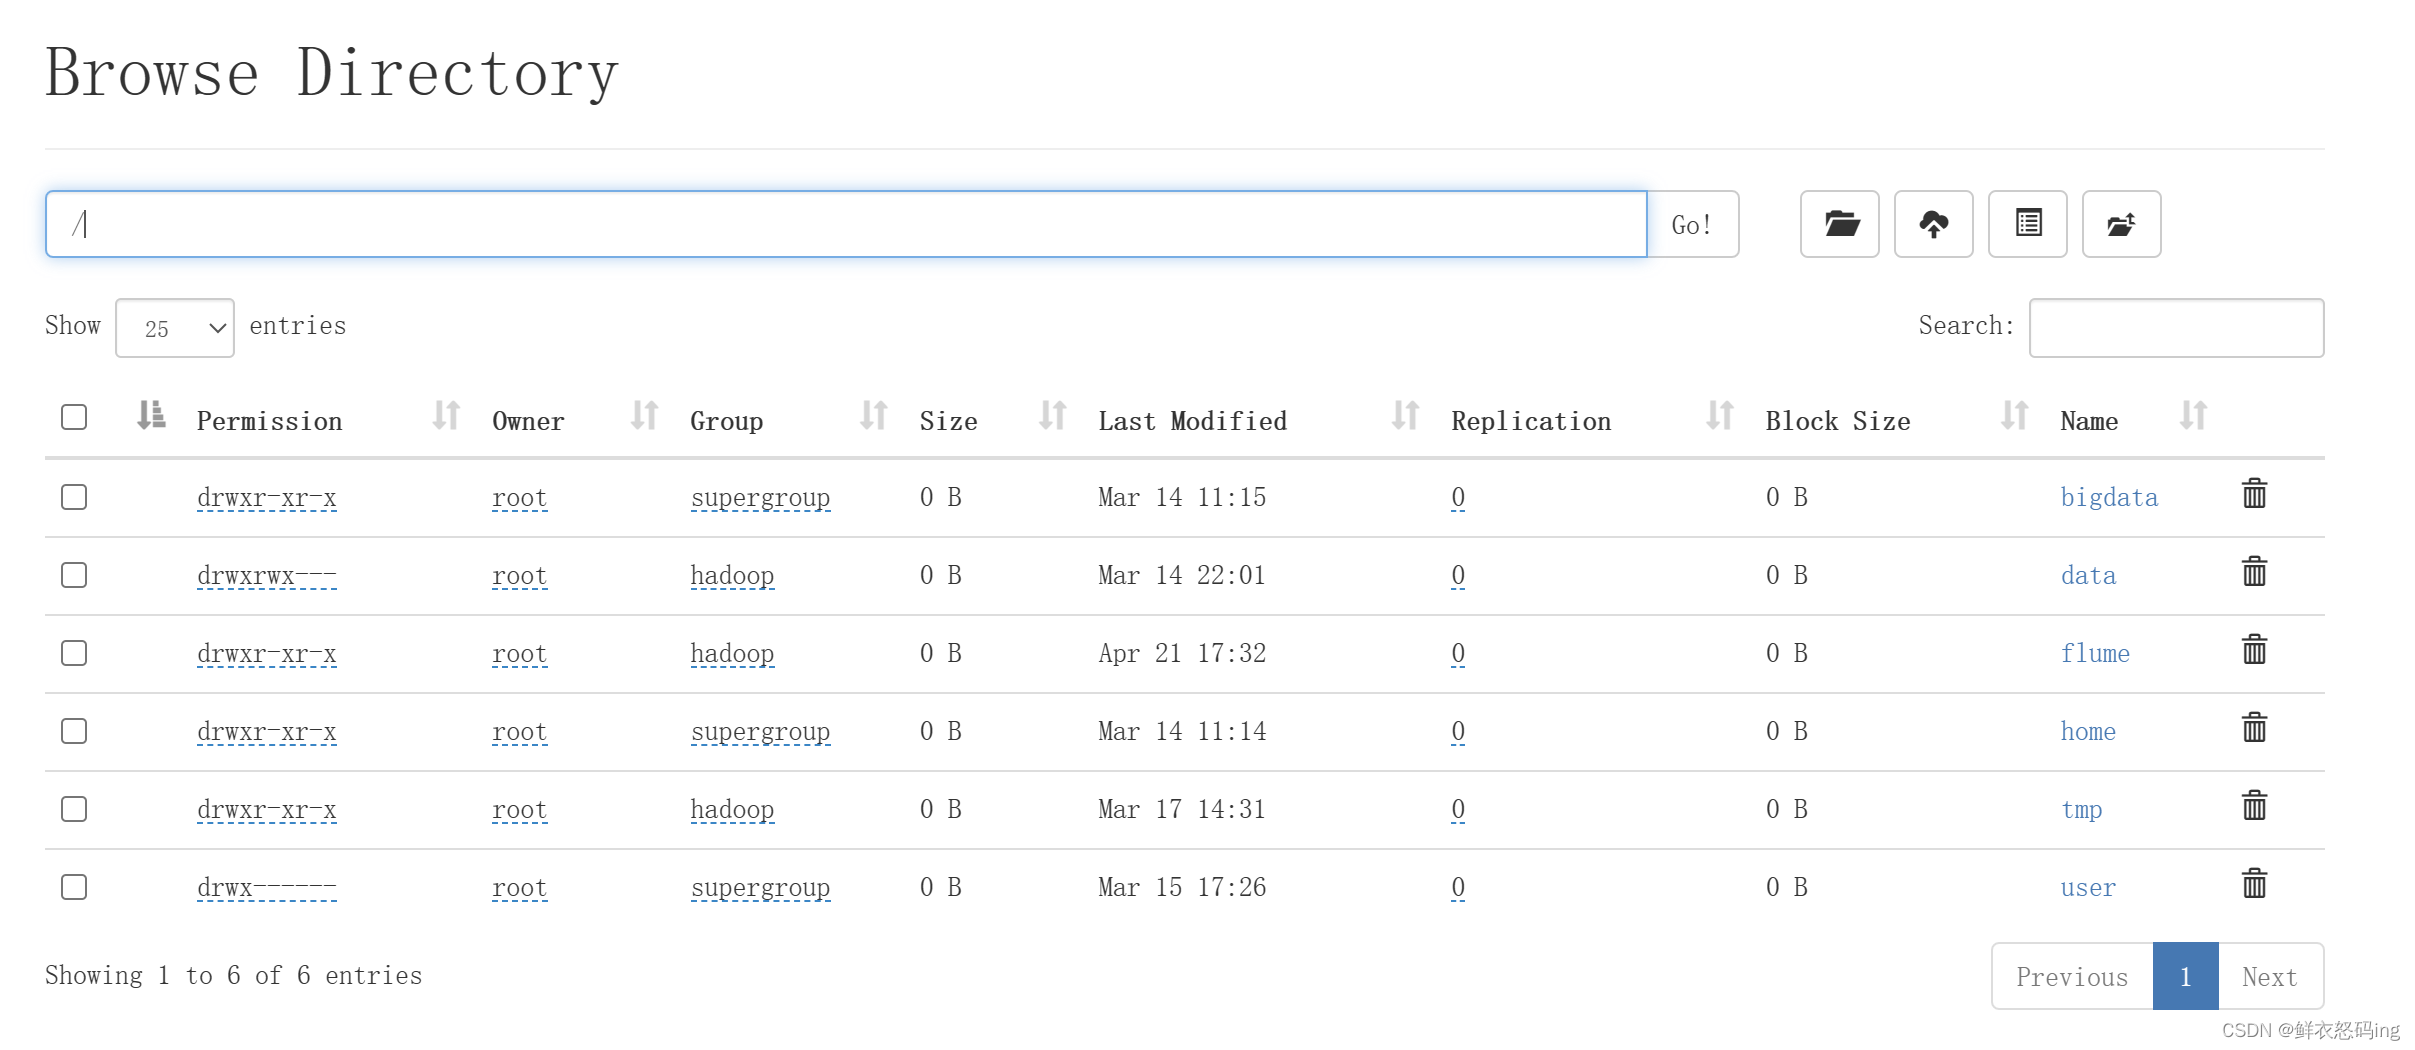 Browse Directory
/
Go!
Show 25 entries
Search:
Permission Owner Group Size Last Modified Replication Block Size Name
drwxr-xr-x root supergroup 0 B Mar 14 11:15 0 0 B bigdata
drwxrwx--- root hadoop 0 B Mar 14 22:01 0 0 B data
drwxr-xr-x root hadoop 0 B Apr 21 17:32 0 0 B flume
drwxr-xr-x root supergroup 0 B Mar 14 11:14 0 0 B home
drwxr-xr-x root hadoop 0 B Mar 17 14:31 0 0 B tmp
drwx------ root supergroup 0 B Mar 15 17:26 0 0 B user
Showing 1 to 6 of 6 entries
Previous 1 Next
CSDN @鲜衣怒码ing